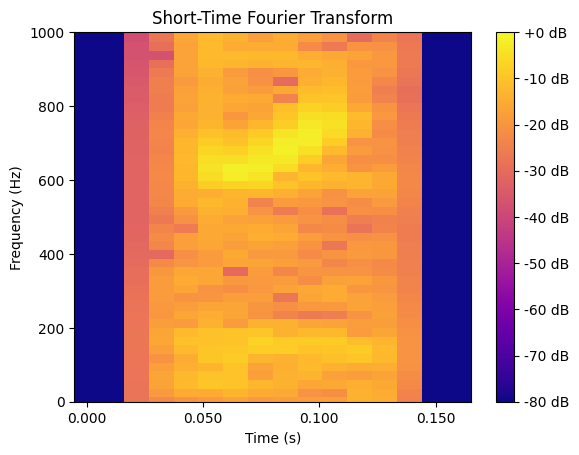 Short-Time Fourier Transform
1000
800
600
400
200
0
Frequency (Hz)
0.000
0.050
0.100
0.150
Time (s)
+0 dB
-10 dB
-20 dB
-30 dB
-40 dB
-50 dB
-60 dB
-70 dB
-80 dB